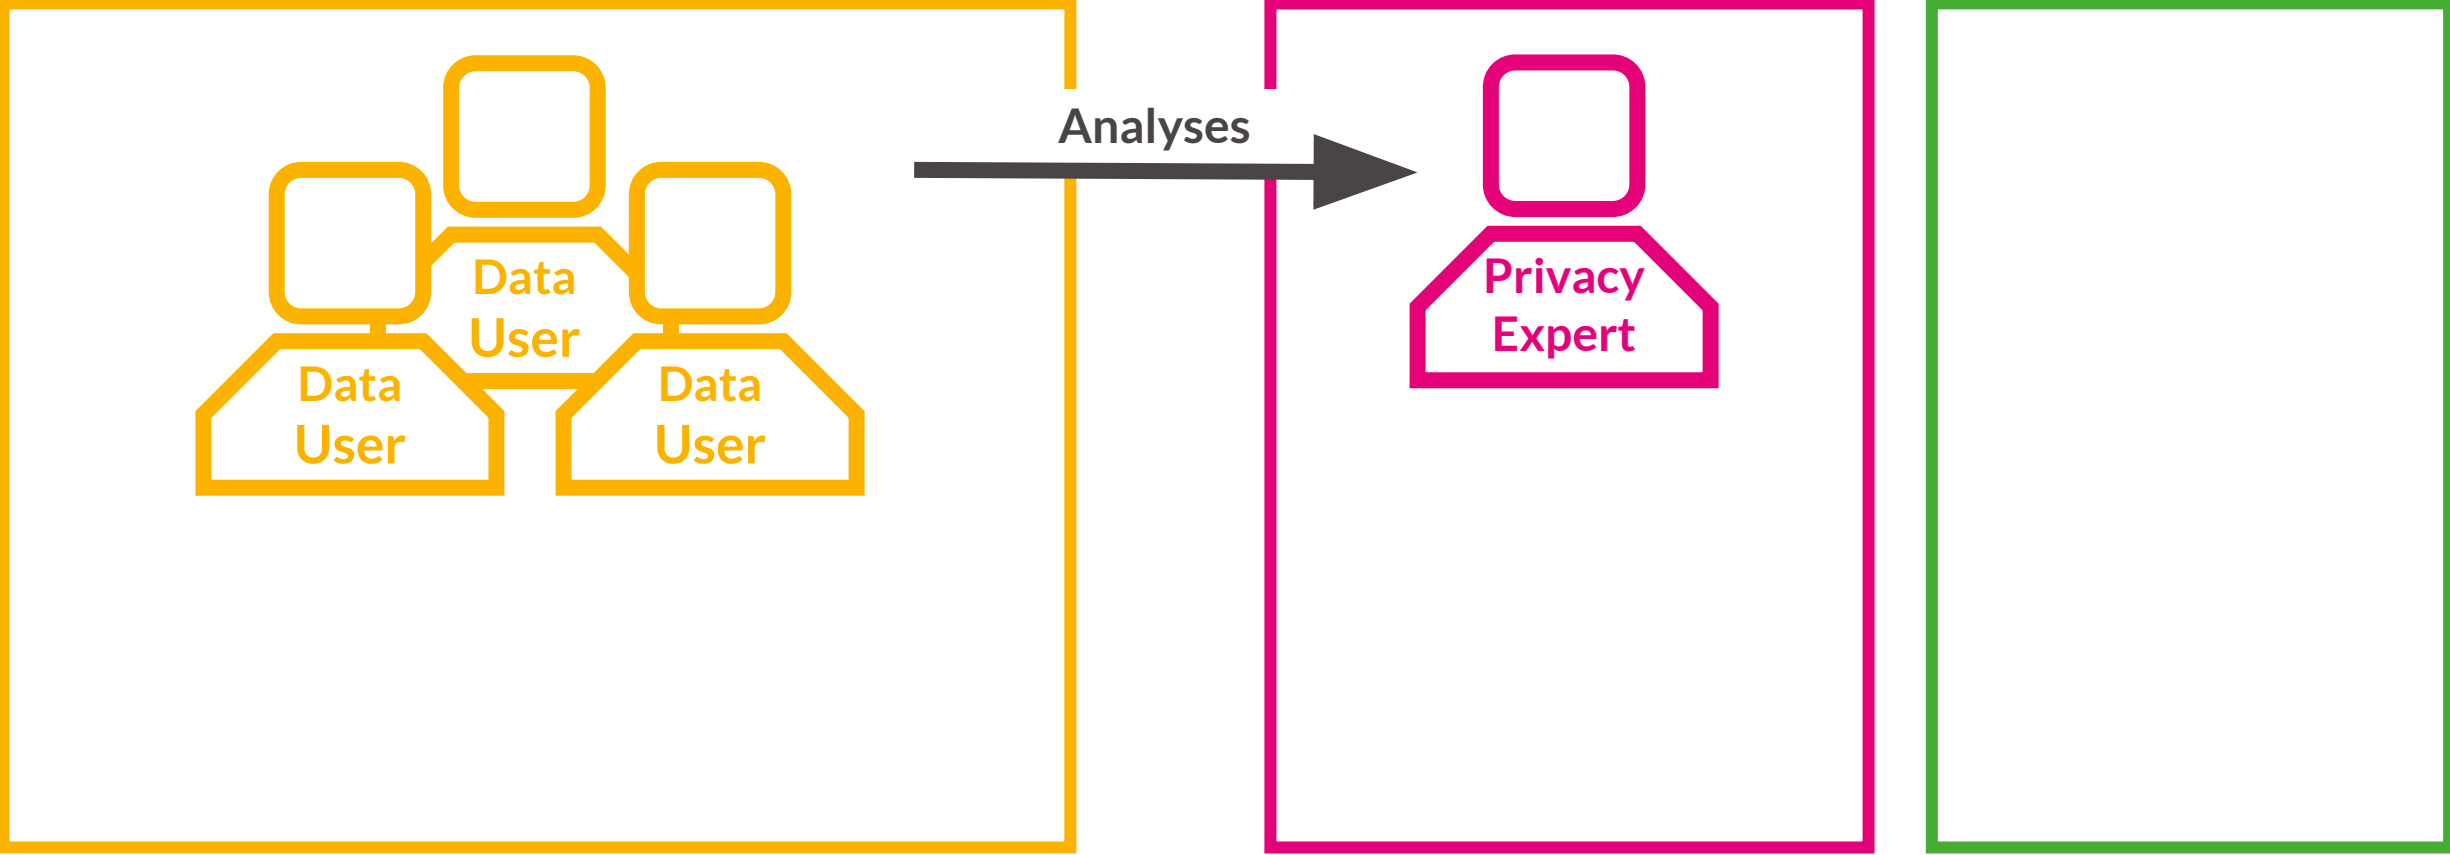 Analyses
Data
User
Data
User
Data
User
Privacy
Expert